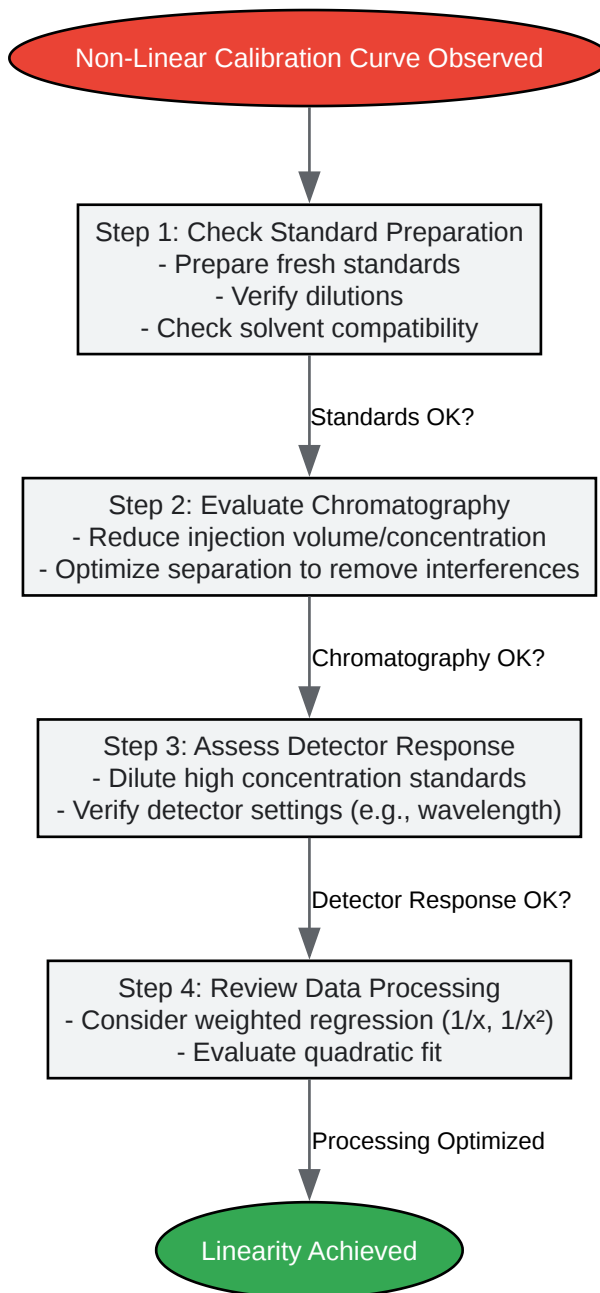 Non-Linear Calibration Curve Observed
Step 1: Check Standard Preparation
- Prepare fresh standards
- Verify dilutions
- Check solvent compatibility
Standards OK?
Step 2: Evaluate Chromatography
- Reduce injection volume/concentration
- Optimize separation to remove interferences
Chromatography OK?
Step 3: Assess Detector Response
- Dilute high concentration standards
- Verify detector settings (e.g., wavelength)
Detector Response OK?
Step 4: Review Data Processing
- Consider weighted regression (1/x, 1/x²)
- Evaluate quadratic fit
Processing Optimized
Linearity Achieved